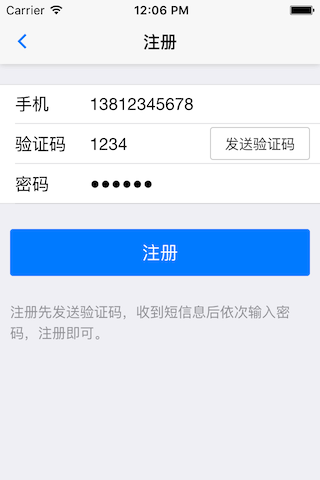 Carrier 12:06 PM
注册
手机 13812345678
验证码 1234 发送验证码
密码 ●●●●●●
注册
注册先发送验证码，收到短信息后依次输入密
码，注册即可。